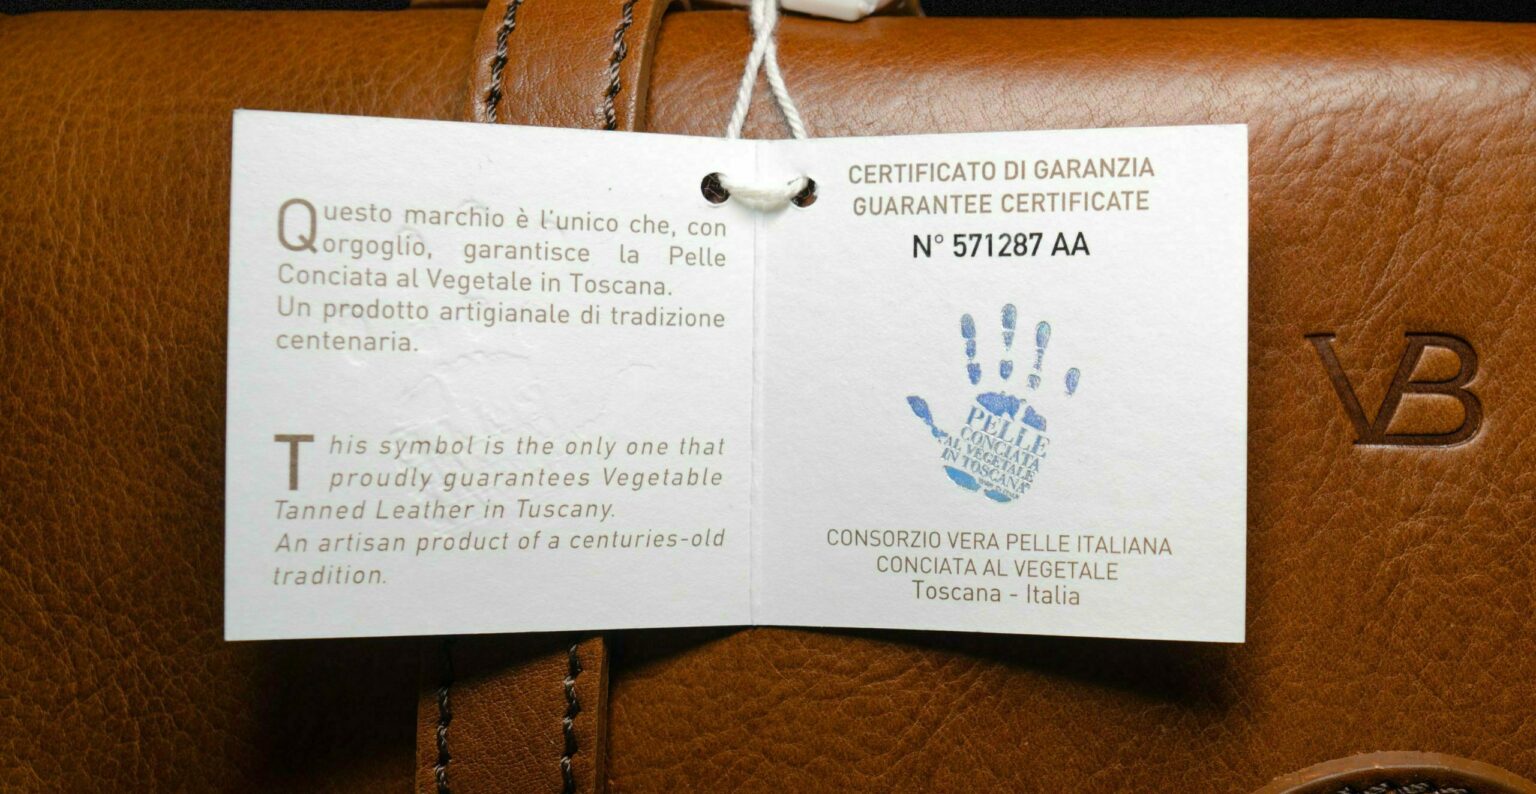 Questo marchio è l'unico che, con
orgoglio, garantisce la Pelle
Conciata al Vegetale in Toscana.
Un prodotto artigianale di tradizione
centenaria.
This symbol is the only one that
proudly guarantees Vegetable
Tanned Leather in Tuscany.
An artisan product of a centuries-old
tradition.
CERTIFICATO DI GARANZIA
GUARANTEE CERTIFICATE
N° 571287 AA
PELLE
CONCIATA
AL VEGETALE
IN TOSCANA
CONSORZIO VERA PELLE ITALIANA
CONCIATA AL VEGETALE
Toscana - Italia
VB